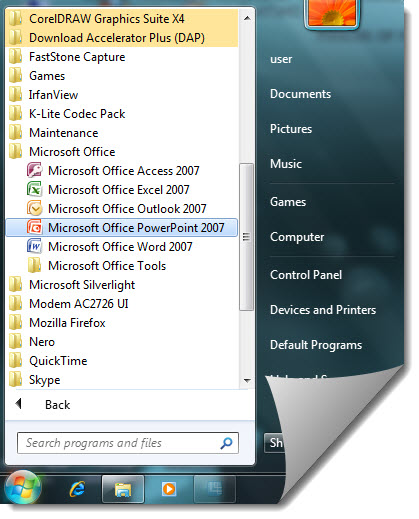 CorelDRAW Graphics Suite X4
Download Accelerator Plus (DAP)
FastStone Capture
Games
IrfanView
K-Lite Codec Pack
Maintenance
Microsoft Office
Microsoft Office Access 2007
Microsoft Office Excel 2007
Microsoft Office Outlook 2007
Microsoft Office PowerPoint 2007
Microsoft Office Word 2007
Microsoft Office Tools
Microsoft Silverlight
Modem AC2726 UI
Mozilla Firefox
Nero
QuickTime
Skype
Back
Search programs and files
user
Documents
Pictures
Music
Games
Computer
Control Panel
Devices and Printers
Default Programs